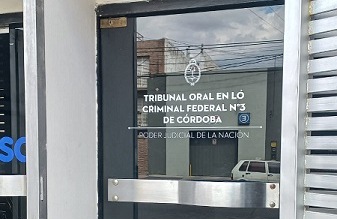 TRIBUNAL ORAL EN LO
CRIMINAL FEDERAL N°3
DE CÓRDOBA
PODER JUDICIAL DE LA NACIÓN
3